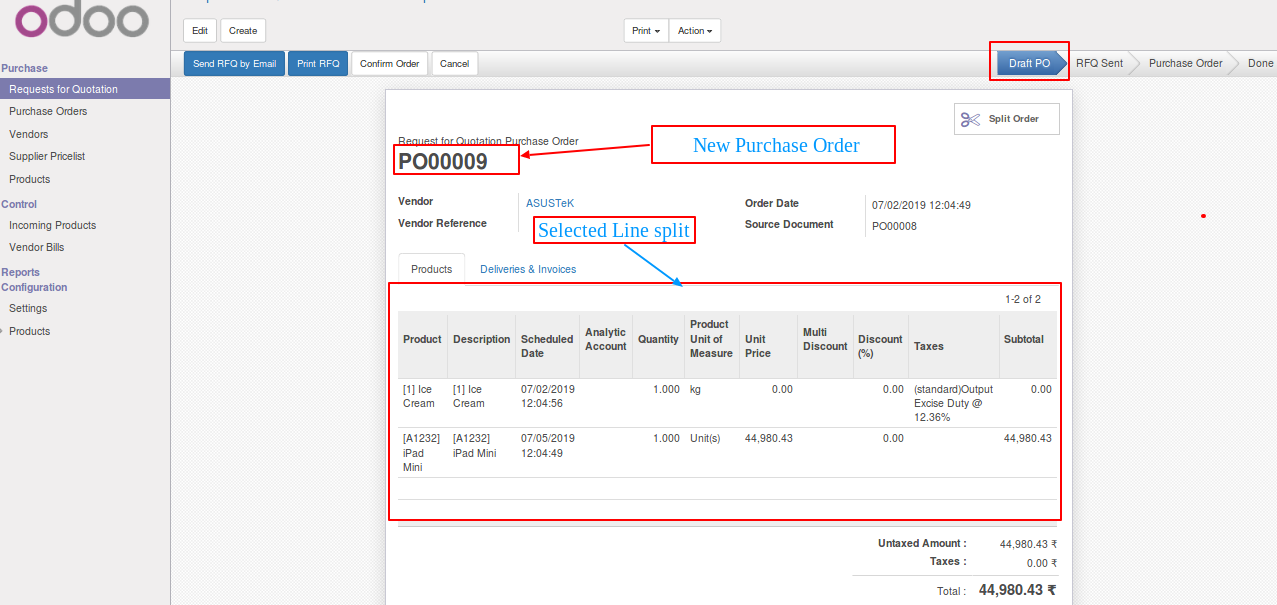 odoo
Edit
Create
Print
Action
Purchase
Requests for Quotation
Purchase Orders
Vendors
Supplier Pricelist
Products
Control
Incoming Products
Vendor Bills
Reports
Configuration
Settings
Products
Send RFQ by Email
Print RFQ
Confirm Order
Cancel
Draft PO
RFQ Sent
Purchase Order
Done
Split Order
Request for Quotation Purchase Order
PO00009
New Purchase Order
Vendor
ASUSTeK
Vendor Reference
Order Date
07/02/2019 12:04:49
Source Document
PO00008
Selected Line split
Products
Deliveries & Invoices
1-2 of 2
Product Description Scheduled Date Analytic Account Quantity Product Unit of Measure Unit Price Multi Discount Discount (%) Taxes Subtotal
[1] Ice Cream [1] Ice Cream 07/02/2019 12:04:56 1.000 kg 0.00 0.00 (standard)Output Excise Duty @ 12.36% 0.00
[A1232] iPad Mini [A1232] iPad Mini 07/05/2019 12:04:49 1.000 Unit(s) 44,980.43 0.00 44,980.43
Untaxed Amount : 44,980.43 ₹
Taxes : 0.00 ₹
Total : 44,980.43 ₹